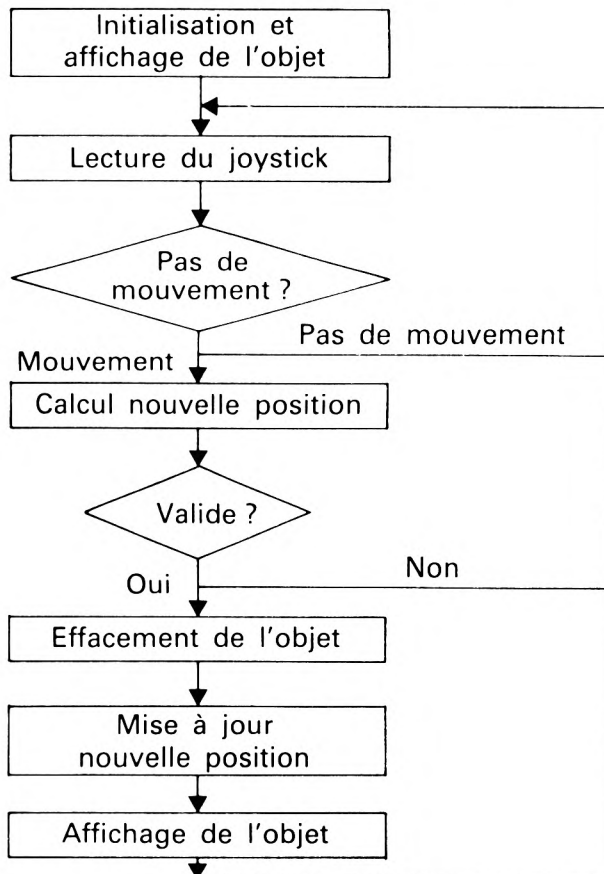 Initialisation et
affichage de l'objet
Lecture du joystick
Pas de
mouvement ?
Pas de mouvement
Mouvement
Calcul nouvelle position
Valide ?
Oui
Non
Effacement de l'objet
Mise à jour
nouvelle position
Affichage de l'objet